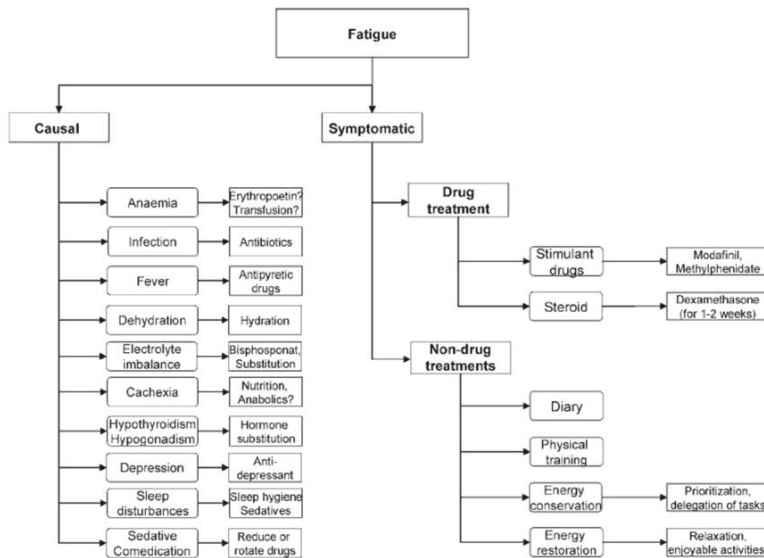 Fatigue
Causal
Symptomatic
Anaemia
Erythropoetin?
Transfusion?
Infection
Antibiotics
Fever
Antipyretic
drugs
Dehydration
Hydration
Electrolyte
imbalance
Bisphosponat,
Substitution
Cachexia
Nutrition,
Anabolics?
Hypothyroidism
Hypogonadism
Hormone
substitution
Depression
Anti-
depressant
Sleep
disturbances
Sleep hygiene
Sedatives
Sedative
Comedication
Reduce or
rotate drugs
Drug
treatment
Stimulant
drugs
Modafinil,
Methylphenidate
Steroid
Dexamethasone
(for 1-2 weeks)
Non-drug
treatments
Diary
Physical
training
Energy
conservation
Prioritization,
delegation of tasks
Energy
restoration
Relaxation,
enjoyable activities